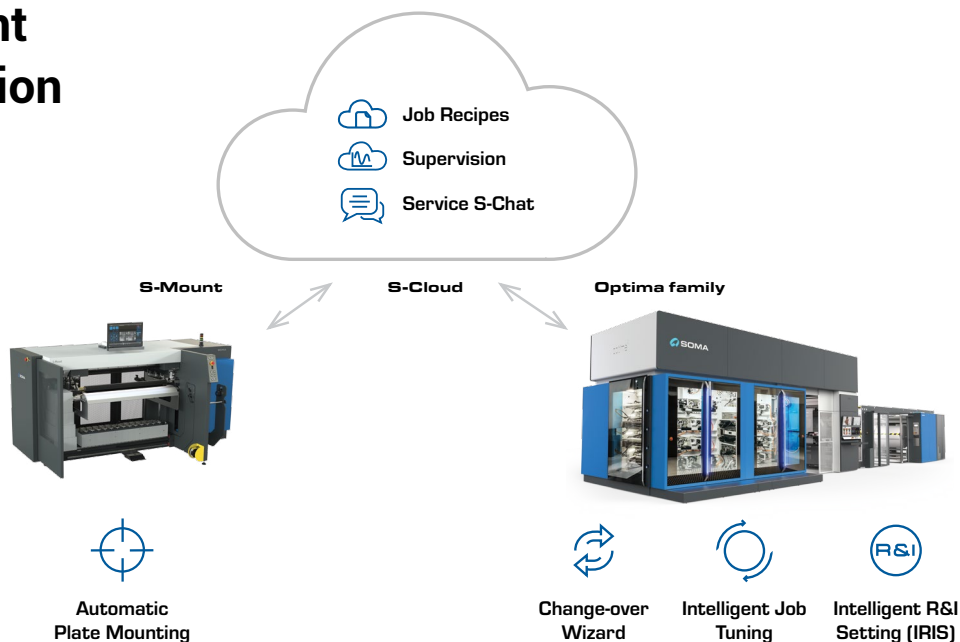 nt
ion
Job Recipes
Supervision
Service S-Chat
S-Mount
S-Cloud
Optima family
SOMA
R&I
Automatic
Plate Mounting
Change-over
Wizard
Intelligent Job
Tuning
Intelligent R&I
Setting (IRIS)